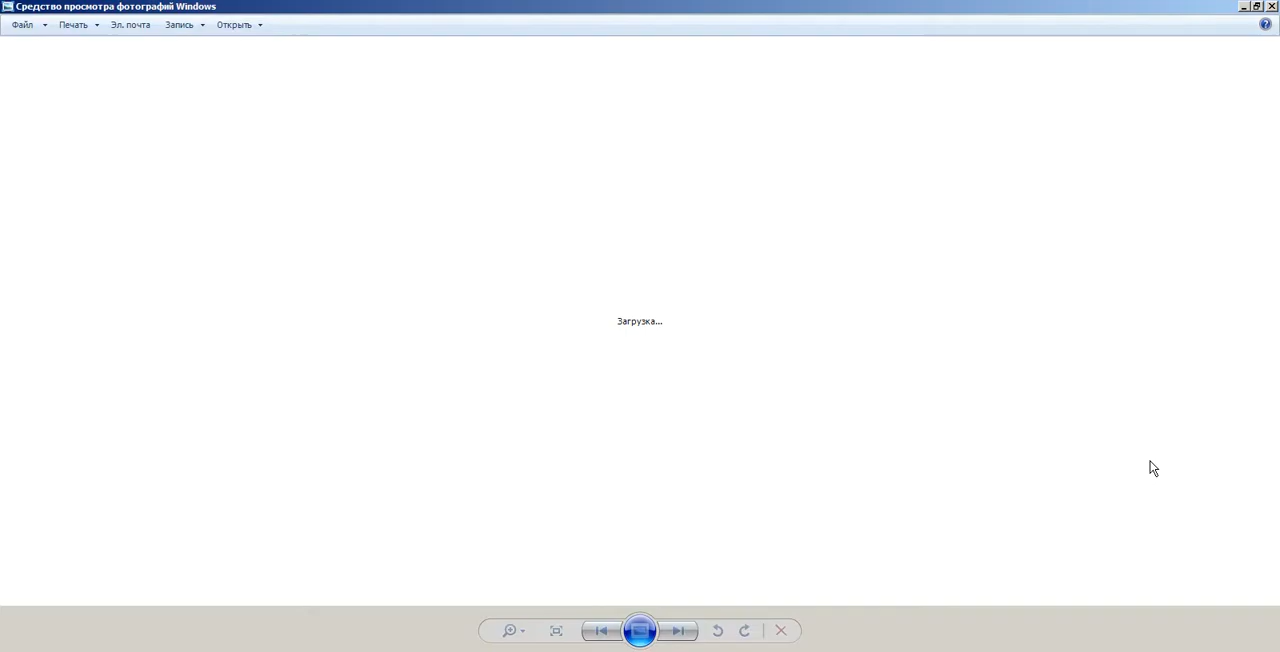 Средство просмотра фотографий Windows
Файл Печать Эл. почта Запись Открыть
Загрузка...